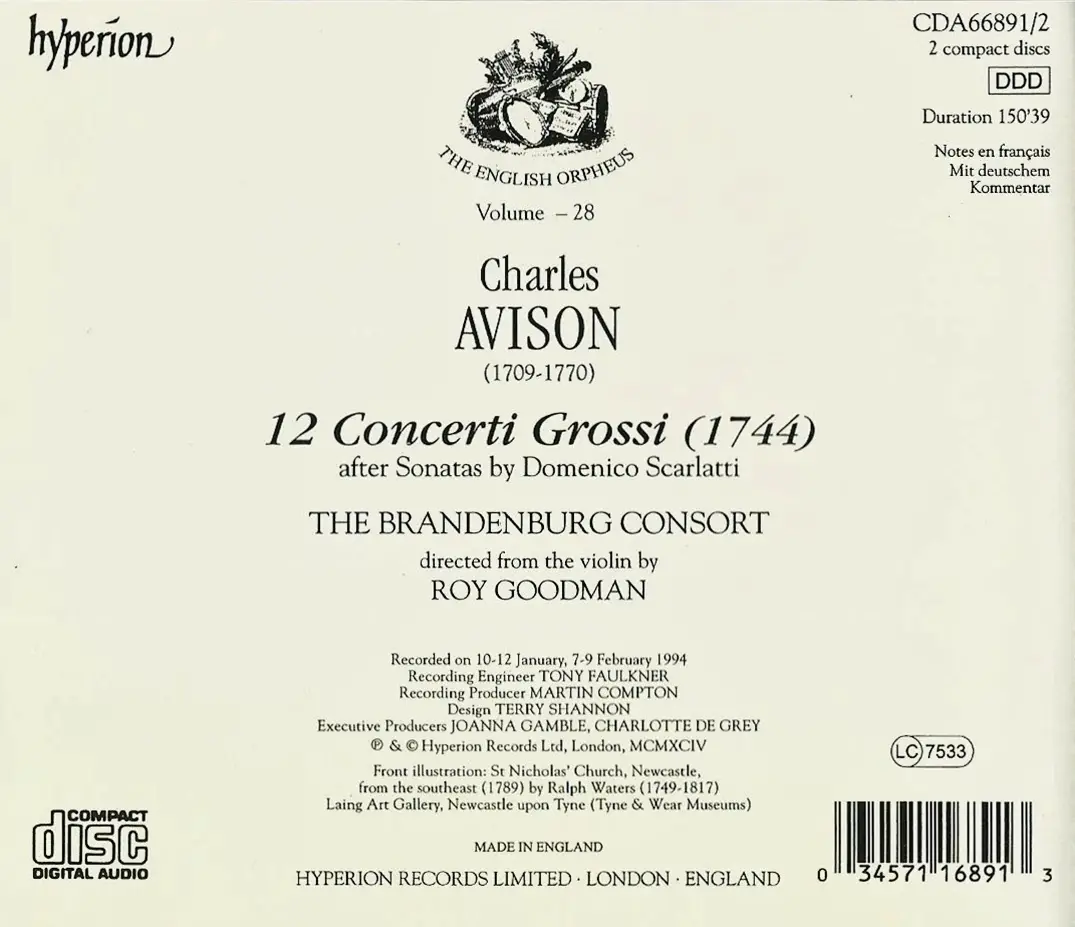 hyperion
CDA66891/2
2 compact discs
DDD
Duration 150'39
Notes en français
Mit deutschem
Kommentar
THE ENGLISH ORPHEUS
Volume – 28
Charles
AVISON
(1709-1770)
12 Concerti Grossi (1744)
after Sonatas by Domenico Scarlatti
THE BRANDENBURG CONSORT
directed from the violin by
ROY GOODMAN
Recorded on 10-12 January, 7-9 February 1994
Recording Engineer TONY FAULKNER
Recording Producer MARTIN COMPTON
Design TERRY SHANNON
Executive Producers JOANNA GAMBLE, CHARLOTTE DE GREY
℗ & © Hyperion Records Ltd, London, MCMXCIV
Front illustration: St Nicholas' Church, Newcastle,
from the southeast (1789) by Ralph Waters (1749-1817)
Laing Art Gallery, Newcastle upon Tyne (Tyne & Wear Museums)
LC 7533
MADE IN ENGLAND
HYPERION RECORDS LIMITED · LONDON · ENGLAND
COMPACT
disc
DIGITAL AUDIO
0 34571 16891 3